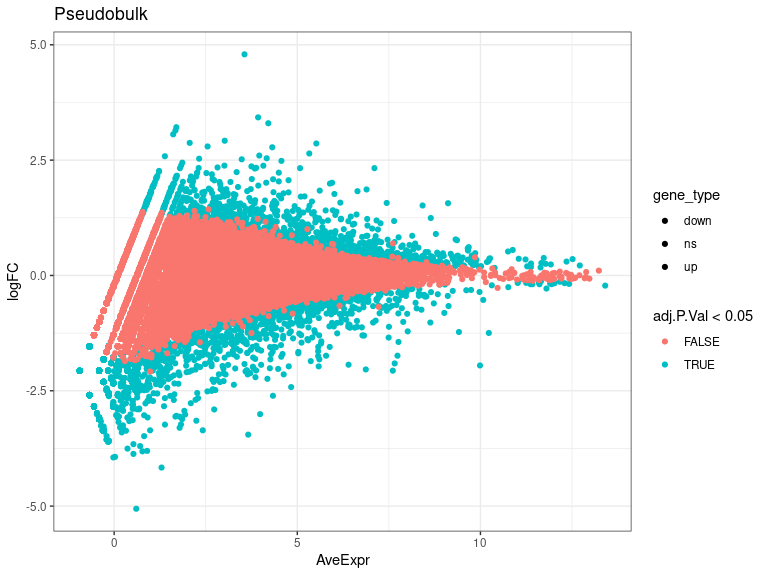 Pseudobulk
5.0
2.5
0.0
-2.5
-5.0
logFC
0
5
10
AveExpr
gene_type
down
ns
up
adj.P.Val < 0.05
FALSE
TRUE